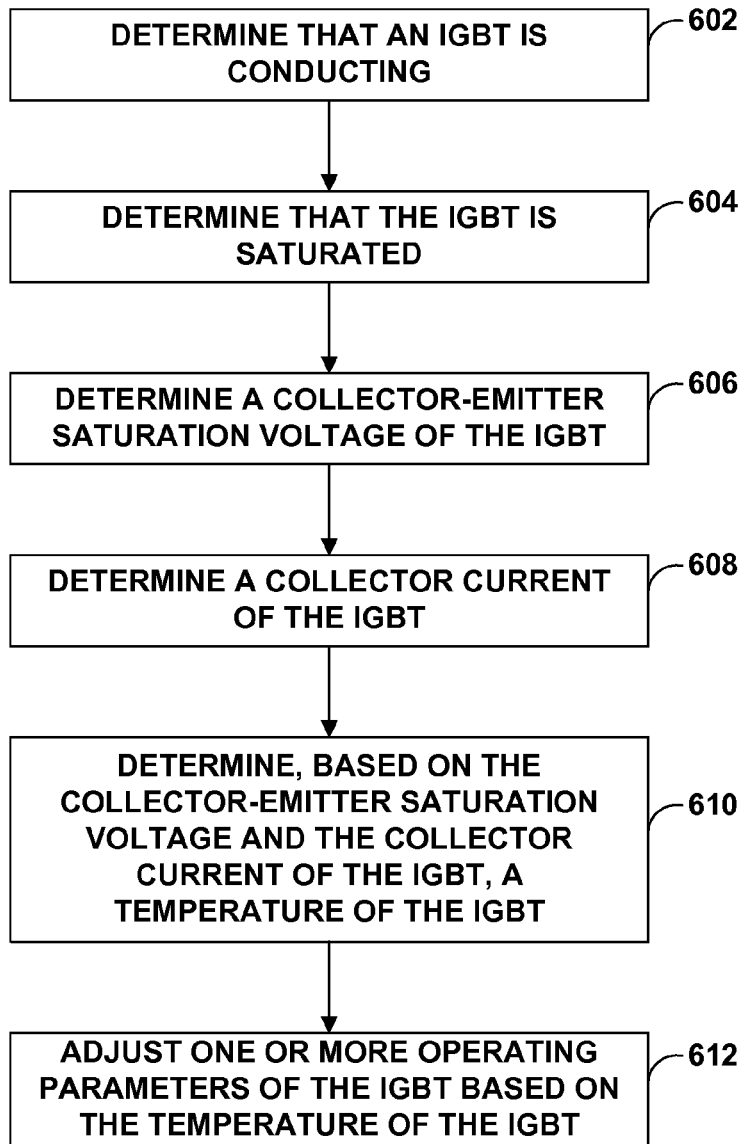 DETERMINE THAT AN IGBT IS
CONDUCTING
602
DETERMINE THAT THE IGBT IS
SATURATED
604
DETERMINE A COLLECTOR-EMITTER
SATURATION VOLTAGE OF THE IGBT
606
DETERMINE A COLLECTOR CURRENT
OF THE IGBT
608
DETERMINE, BASED ON THE
COLLECTOR-EMITTER SATURATION
VOLTAGE AND THE COLLECTOR
CURRENT OF THE IGBT, A
TEMPERATURE OF THE IGBT
610
ADJUST ONE OR MORE OPERATING
PARAMETERS OF THE IGBT BASED ON
THE TEMPERATURE OF THE IGBT
612